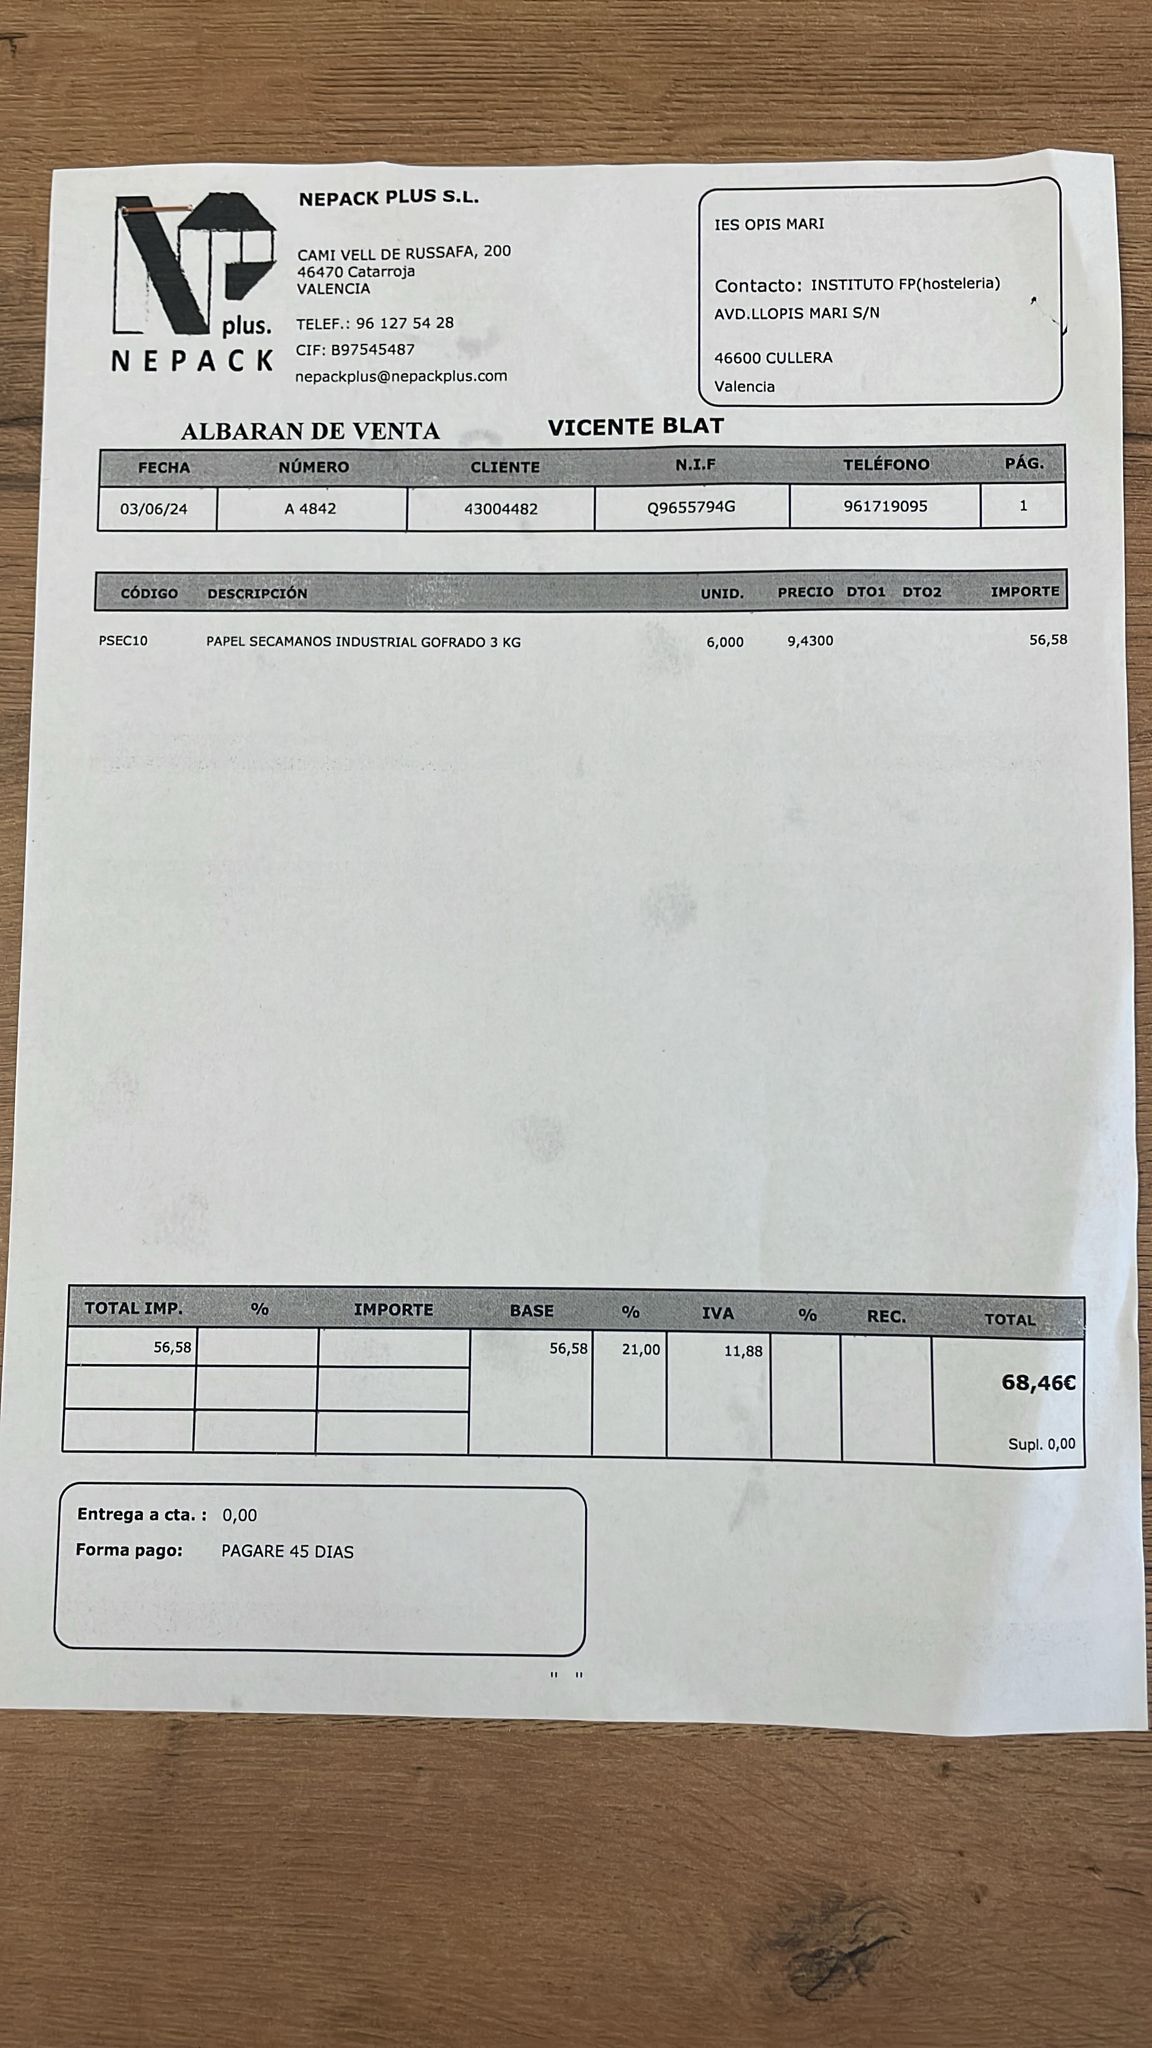 NEPACK PLUS S.L.
CAMI VELL DE RUSSAFA, 200
46470 Catarroja
VALENCIA
TELEF.: 96 127 54 28
CIF: B97545487
nepackplus@nepackplus.com
plus.
NEPACK
IES OPIS MARI
Contacto: INSTITUTO FP(hosteleria)
AVD.LLOPIS MARI S/N
46600 CULLERA
Valencia
ALBARAN DE VENTA VICENTE BLAT
FECHA NÚMERO CLIENTE N.I.F TELÉFONO PÁG.
03/06/24 A 4842 43004482 Q9655794G 961719095 1
CÓDIGO DESCRIPCIÓN UNID. PRECIO DTO1 DTO2 IMPORTE
PSEC10 PAPEL SECAMANOS INDUSTRIAL GOFRADO 3 KG 6,000 9,4300 56,58
TOTAL IMP. % IMPORTE BASE % IVA % REC. TOTAL
56,58 56,58 21,00 11,88
68,46€
Supl. 0,00
Entrega a cta. : 0,00
Forma pago: PAGARE 45 DIAS
" "